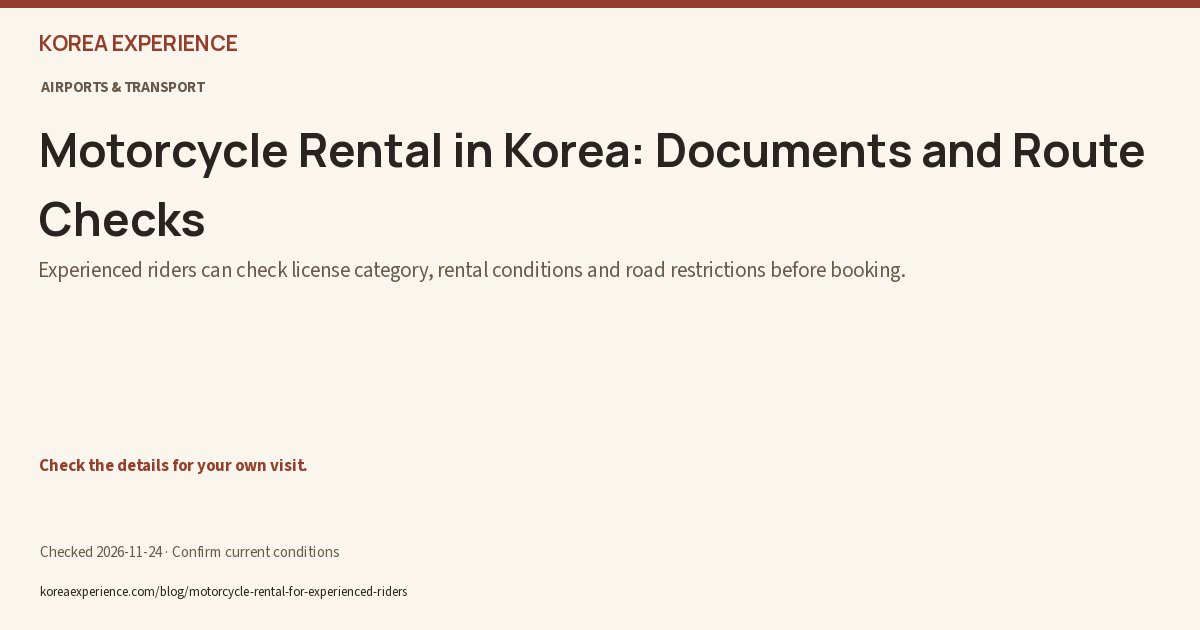 KOREA EXPERIENCE
AIRPORTS & TRANSPORT
Motorcycle Rental in Korea: Documents and Route
Checks
Experienced riders can check license category, rental conditions and road restrictions before booking.
Check the details for your own visit.
Checked 2026-11-24 · Confirm current conditions
koreaexperience.com/blog/motorcycle-rental-for-experienced-riders